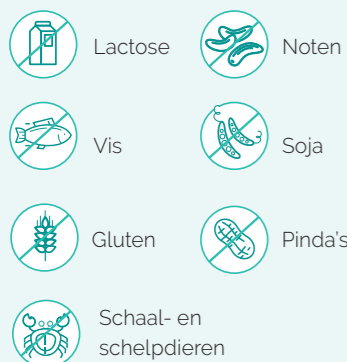 Lactose
Noten
Vis
Soja
Gluten
Pinda's
Schaal- en
schelpdieren